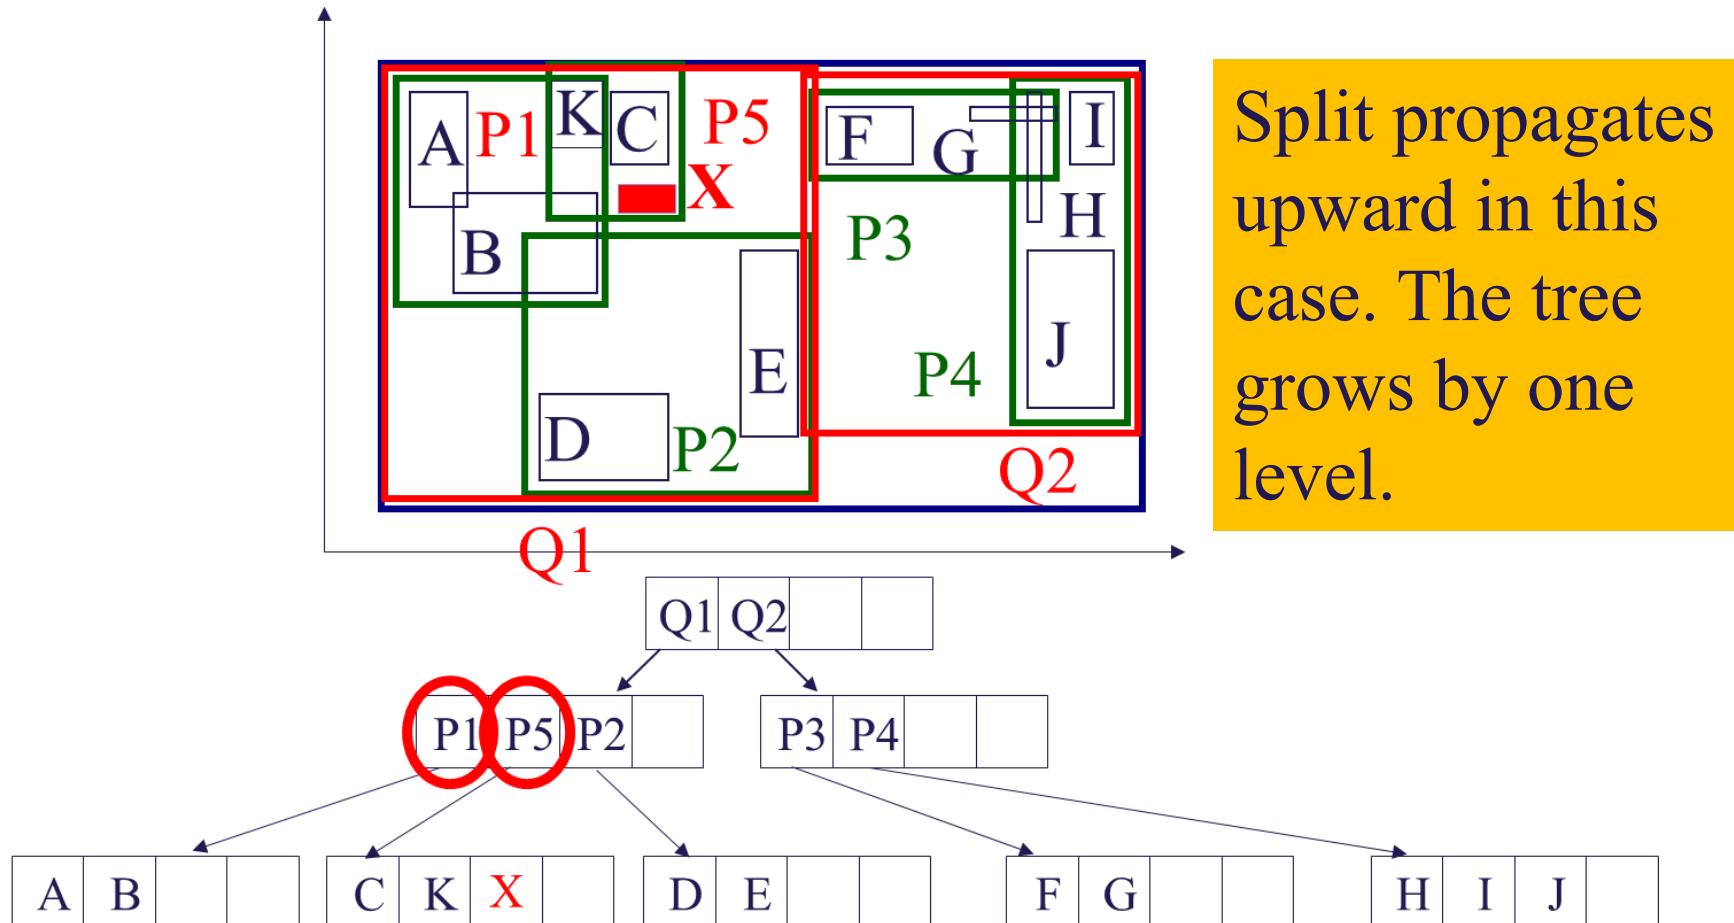 K
C
P5
A
P1
X
B
E
D
P2
F
G
I
H
P3
J
P4
Q2
Q1
Split propagates
upward in this
case. The tree
grows by one
level.
Q1 Q2
P1 P5 P2
P3 P4
A B
C K X
D E
F G
H I J